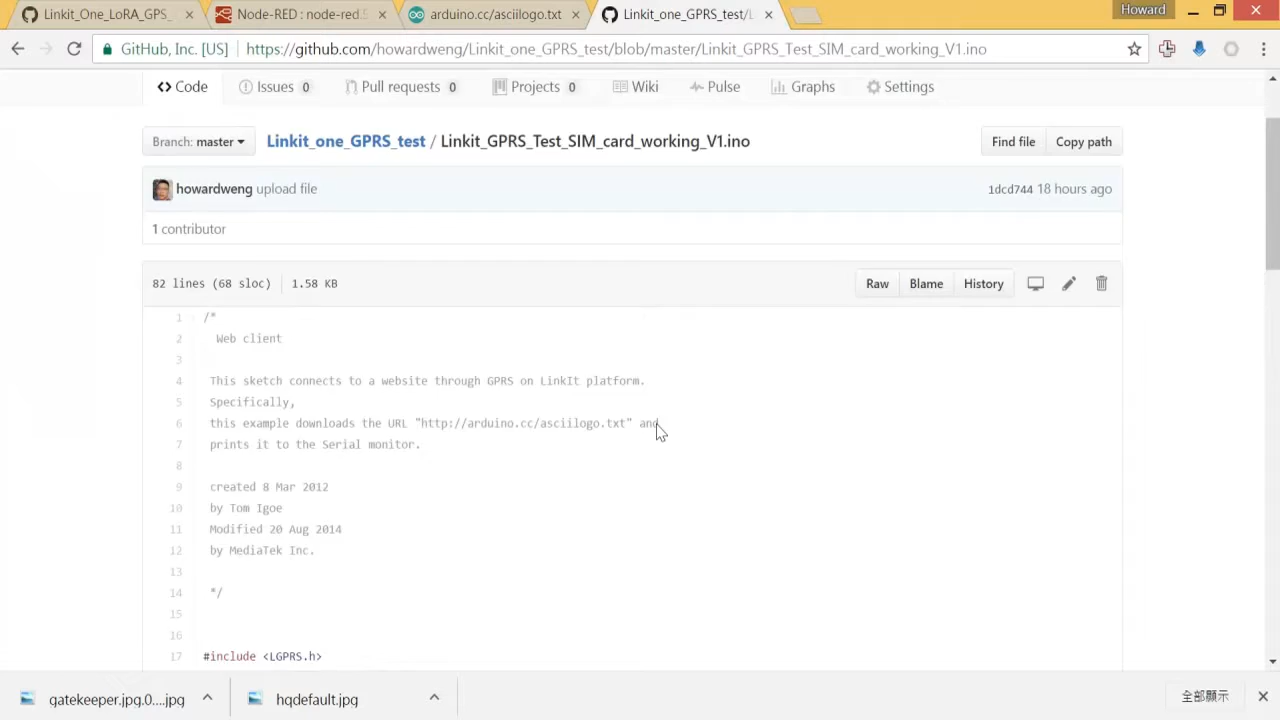 Linkit_One_LoRA_GPS_
Node-RED : node-red.5
arduino.cc/asciilogo.txt
Linkit_one_GPRS_test/L
Howard
GitHub, Inc. [US]
https://github.com/howardweng/Linkit_one_GPRS_test/blob/master/Linkit_GPRS_Test_SIM_card_working_V1.ino
Code
Issues 0
Pull requests 0
Projects 0
Wiki
Pulse
Graphs
Settings
Branch: master
Linkit_one_GPRS_test / Linkit_GPRS_Test_SIM_card_working_V1.ino
Find file
Copy path
howardweng upload file
1dcd744 18 hours ago
1 contributor
82 lines (68 sloc) 1.58 KB
Raw
Blame
History
1 /*
2 Web client
3
4 This sketch connects to a website through GPRS on LinkIt platform.
5 Specifically,
6 this example downloads the URL "http://arduino.cc/asciilogo.txt" and
7 prints it to the Serial monitor.
8
9 created 8 Mar 2012
10 by Tom Igoe
11 Modified 20 Aug 2014
12 by MediaTek Inc.
13
14 */
15
16
17 #include <LGPRS.h>
gatekeeper.jpg.0....jpg
hqdefault.jpg
全部顯示